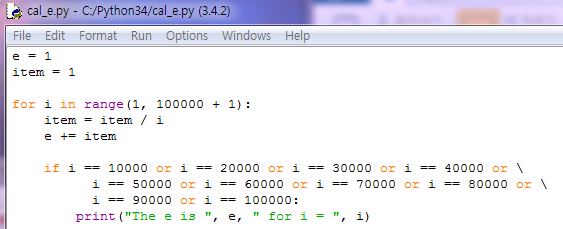 cal_e.py - C:/Python34/cal_e.py (3.4.2)
File Edit Format Run Options Windows Help
e = 1
item = 1

for i in range(1, 100000 + 1):
    item = item / i
    e += item

    if i == 10000 or i == 20000 or i == 30000 or i == 40000 or \
          i == 50000 or i == 60000 or i == 70000 or i == 80000 or \
          i == 90000 or i == 100000:
        print("The e is ", e, " for i = ", i)